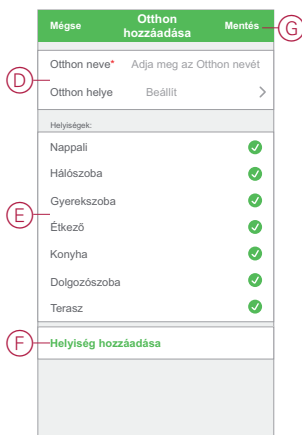 Mégse Otthon hozzáadása Mentés G
D
Otthon neve* Adja meg az Otthon nevét
Otthon helye Beállít
Helyiségek:
Nappali
Hálószoba
Gyerekszoba
E
Étkező
Konyha
Dolgozószoba
Terasz
F Helyiség hozzáadása